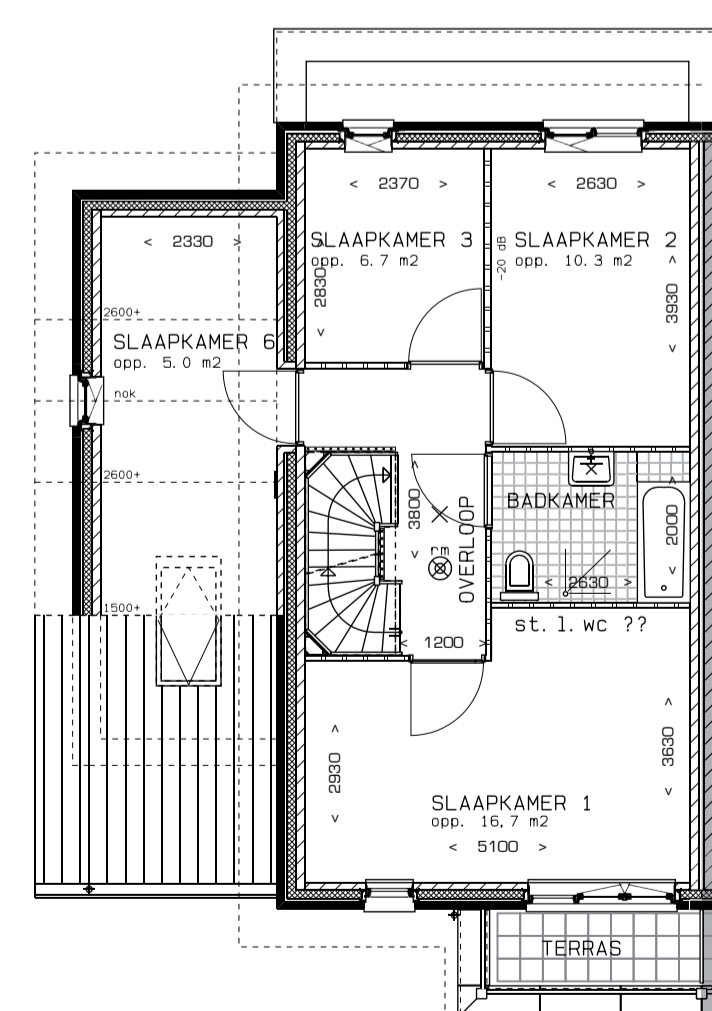 < 2370 >
< 2630 >
SLAAPKAMER 3
opp. 6.7 m2
SLAAPKAMER 2
opp. 10.3 m2
-20 dB
< 2330 >
< 2830 >
< 3930 >
2600+
SLAAPKAMER 6
opp. 5.0 m2
nok
2600+
BADKAMER
< 3800 >
OVERLOOP
< 2000 >
rm
< 2630 >
1500+
st. l. wc ??
< 1200 >
< 2930 >
< 3630 >
SLAAPKAMER 1
opp. 16,7 m2
< 5100 >
TERRAS